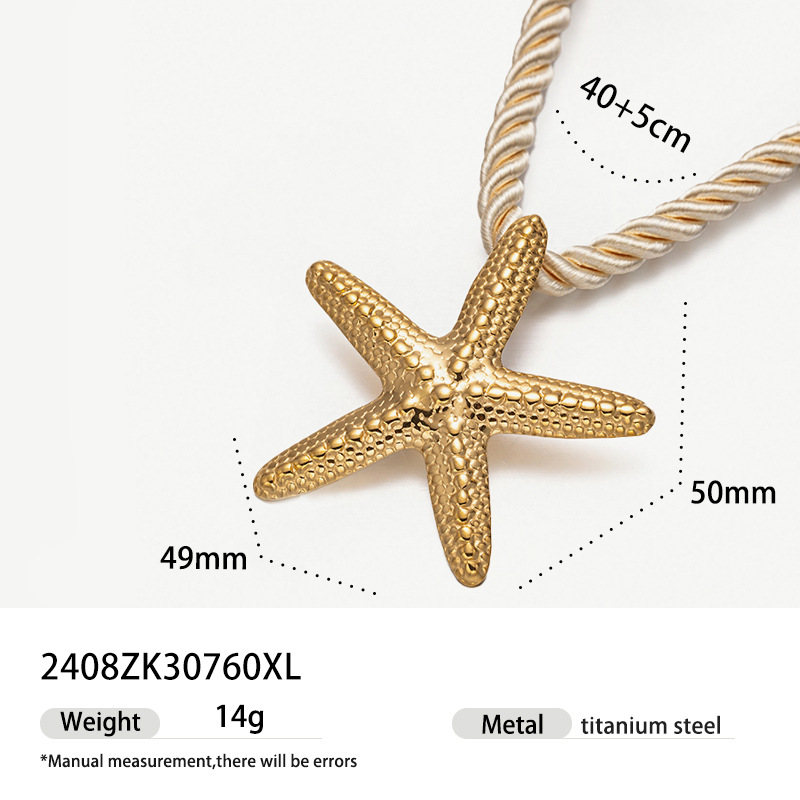 40+5cm
50mm
49mm
2408ZK30760XL
Weight 14g
Metal titanium steel
*Manual measurement,there will be errors